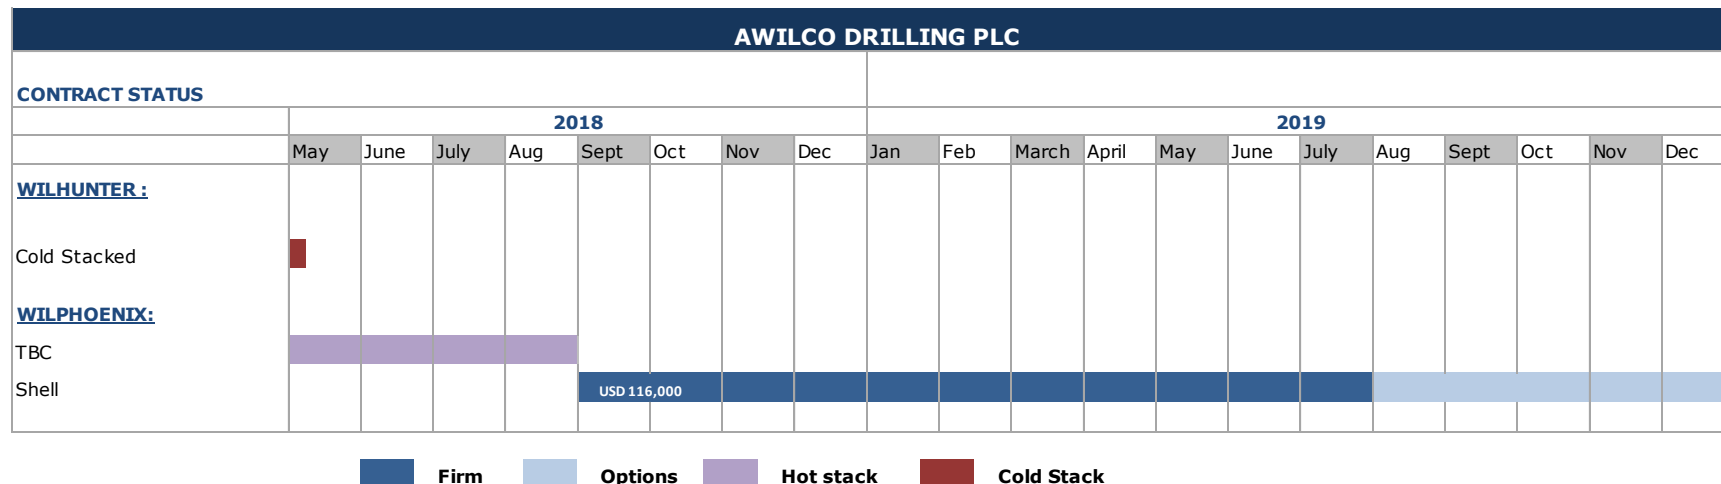 AWILCO DRILLING PLC
CONTRACT STATUS
2018 2019
May June July Aug Sept Oct Nov Dec Jan Feb March April May June July Aug Sept Oct Nov Dec
WILHUNTER :
Cold Stacked
WILPHOENIX:
TBC
Shell USD 116,000
Firm Options Hot stack Cold Stack